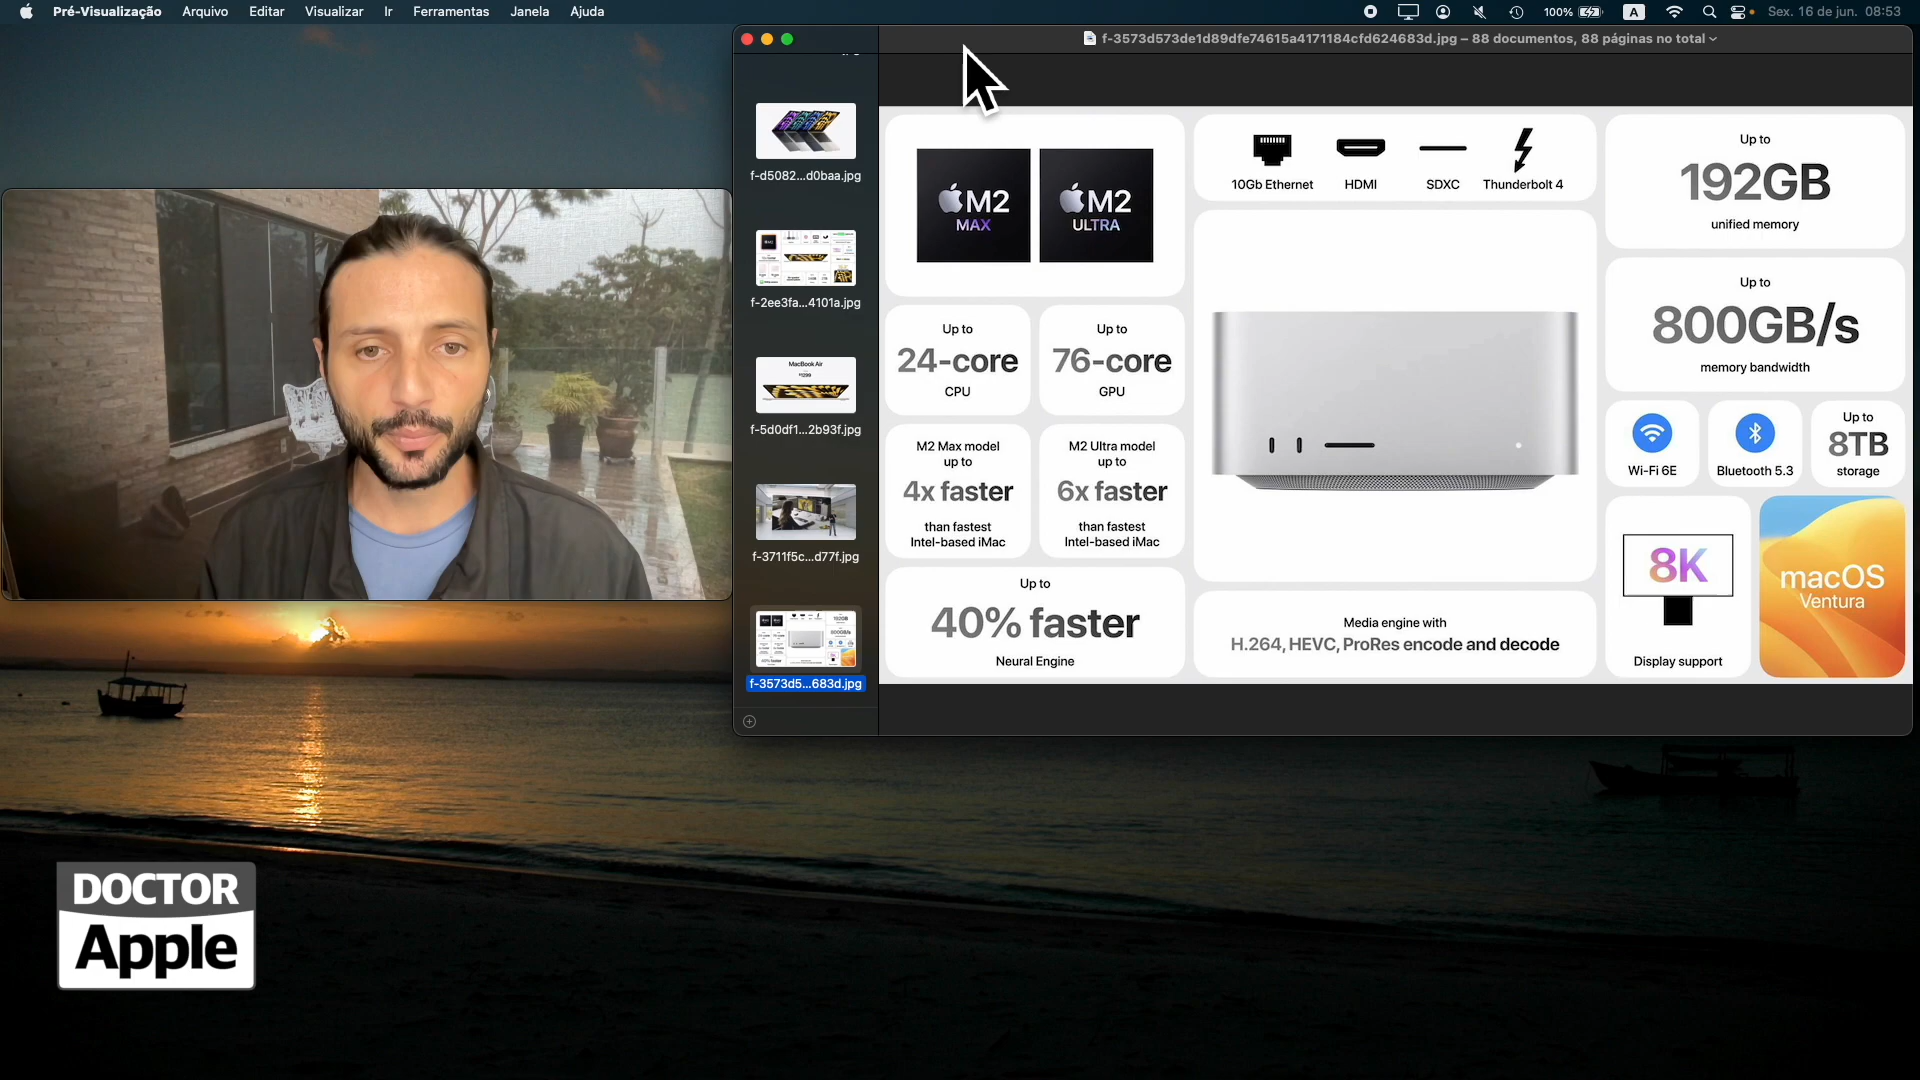 Pré-Visualização Arquivo Editar Visualizar Ir Ferramentas Janela Ajuda
100% A Sex. 16 de jun. 08:53
f-3573d573de1d89dfe74615a4171184cfd624683d.jpg – 88 documentos, 88 páginas no total
f-d5082...d0baa.jpg
f-2ee3fa...4101a.jpg
MacBook Air
f-5d0df1...2b93f.jpg
f-3711f5c...d77f.jpg
f-3573d5...683d.jpg
M2
MAX
M2
ULTRA
Up to
24-core
CPU
Up to
76-core
GPU
M2 Max model
up to
4x faster
than fastest
Intel-based iMac
M2 Ultra model
up to
6x faster
than fastest
Intel-based iMac
Up to
40% faster
Neural Engine
10Gb Ethernet
HDMI
SDXC
Thunderbolt 4
Media engine with
H.264, HEVC, ProRes encode and decode
Up to
192GB
unified memory
Up to
800GB/s
memory bandwidth
Wi-Fi 6E
Bluetooth 5.3
Up to
8TB
storage
8K
Display support
macOS
Ventura
DOCTOR
Apple